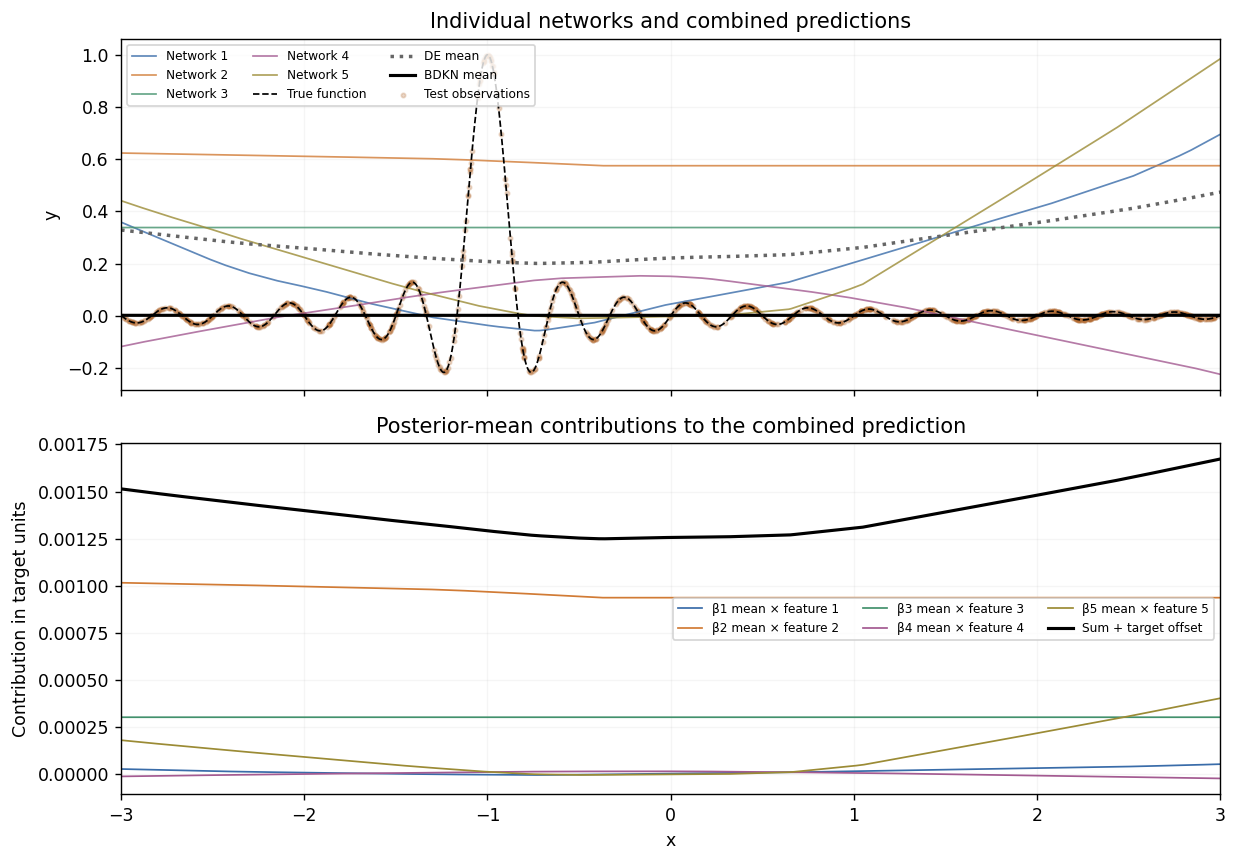 Individual networks and combined predictions
Network 1 Network 4 DE mean
Network 2 Network 5 BDKN mean
Network 3 True function Test observations
1.0
0.8
0.6
0.4
0.2
0.0
−0.2
y
Posterior-mean contributions to the combined prediction
0.00175
0.00150
0.00125
0.00100
0.00075
0.00050
0.00025
0.00000
Contribution in target units
β1 mean × feature 1 β3 mean × feature 3 β5 mean × feature 5
β2 mean × feature 2 β4 mean × feature 4 Sum + target offset
−3 −2 −1 0 1 2 3
x